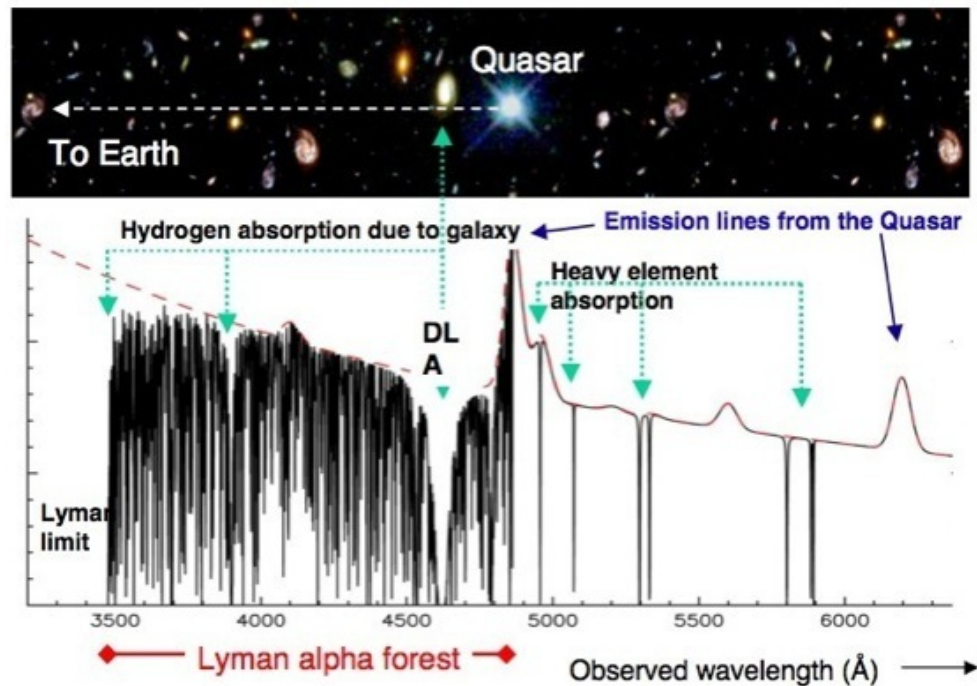 Quasar
To Earth
Hydrogen absorption due to galaxy
Emission lines from the Quasar
Heavy element
absorption
DL
A
Lyman
limit
3500 4000 4500 5000 5500 6000
Lyman alpha forest
Observed wavelength (Å)